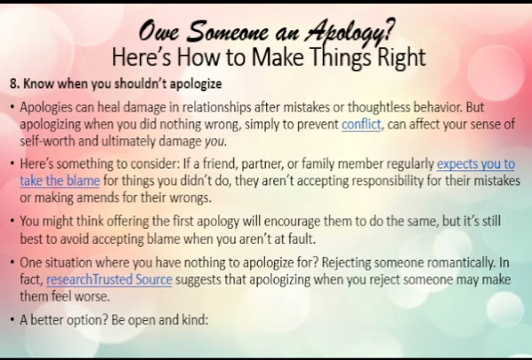 Owe Someone an Apology?
Here's How to Make Things Right
8. Know when you shouldn't apologize
• Apologies can heal damage in relationships after mistakes or thoughtless behavior. But
apologizing when you did nothing wrong, simply to prevent conflict, can affect your sense of
self-worth and ultimately damage you.
• Here's something to consider: If a friend, partner, or family member regularly expects you to
take the blame for things you didn't do, they aren't accepting responsibility for their mistakes
or making amends for their wrongs.
• You might think offering the first apology will encourage them to do the same, but it's still
best to avoid accepting blame when you aren't at fault.
• One situation where you have nothing to apologize for? Rejecting someone romantically. In
fact, researchTrusted Source suggests that apologizing when you reject someone may make
them feel worse.
• A better option? Be open and kind: